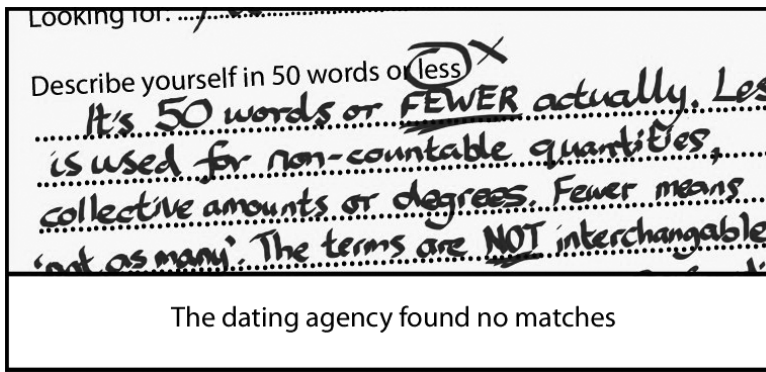 Looking for:
Describe yourself in 50 words or less X
It's 50 words or FEWER actually. Les
is used for non-countable quantities,
collective amounts or degrees. Fewer means
'not as many'. The terms are NOT interchangable
The dating agency found no matches